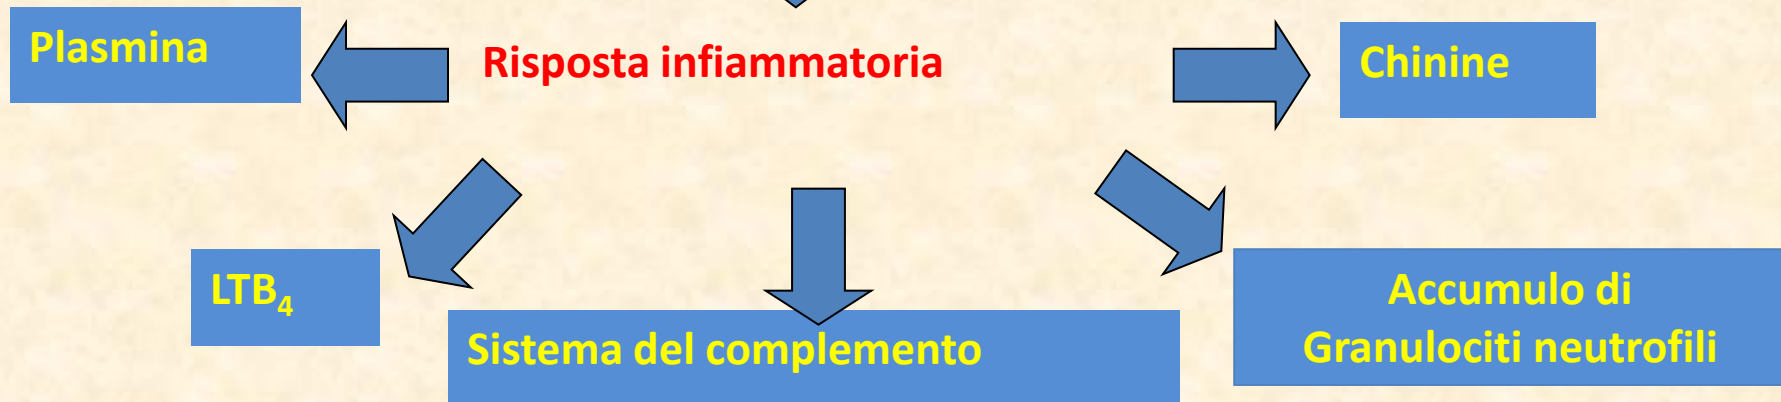 Plasmina
Risposta infiammatoria
Chinine
LTB₄
Sistema del complemento
Accumulo di
Granulociti neutrofili